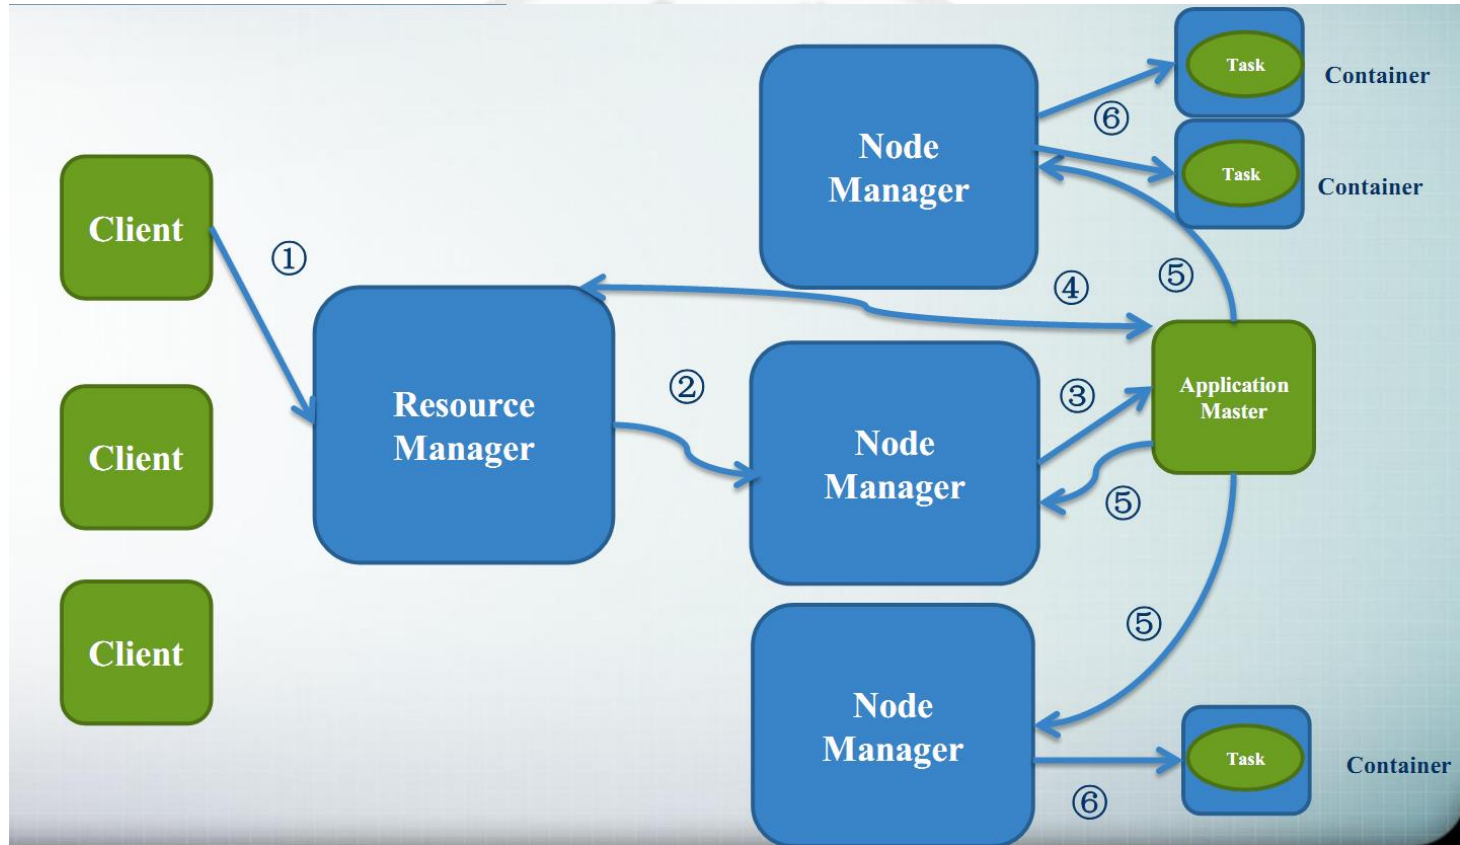 Client
①
Client
Client
Resource
Manager
②
Node
Manager
Node
Manager
Node
Manager
③
④
⑤
⑤
⑤
⑥
⑥
Application
Master
Task
Container
Task
Container
Task
Container